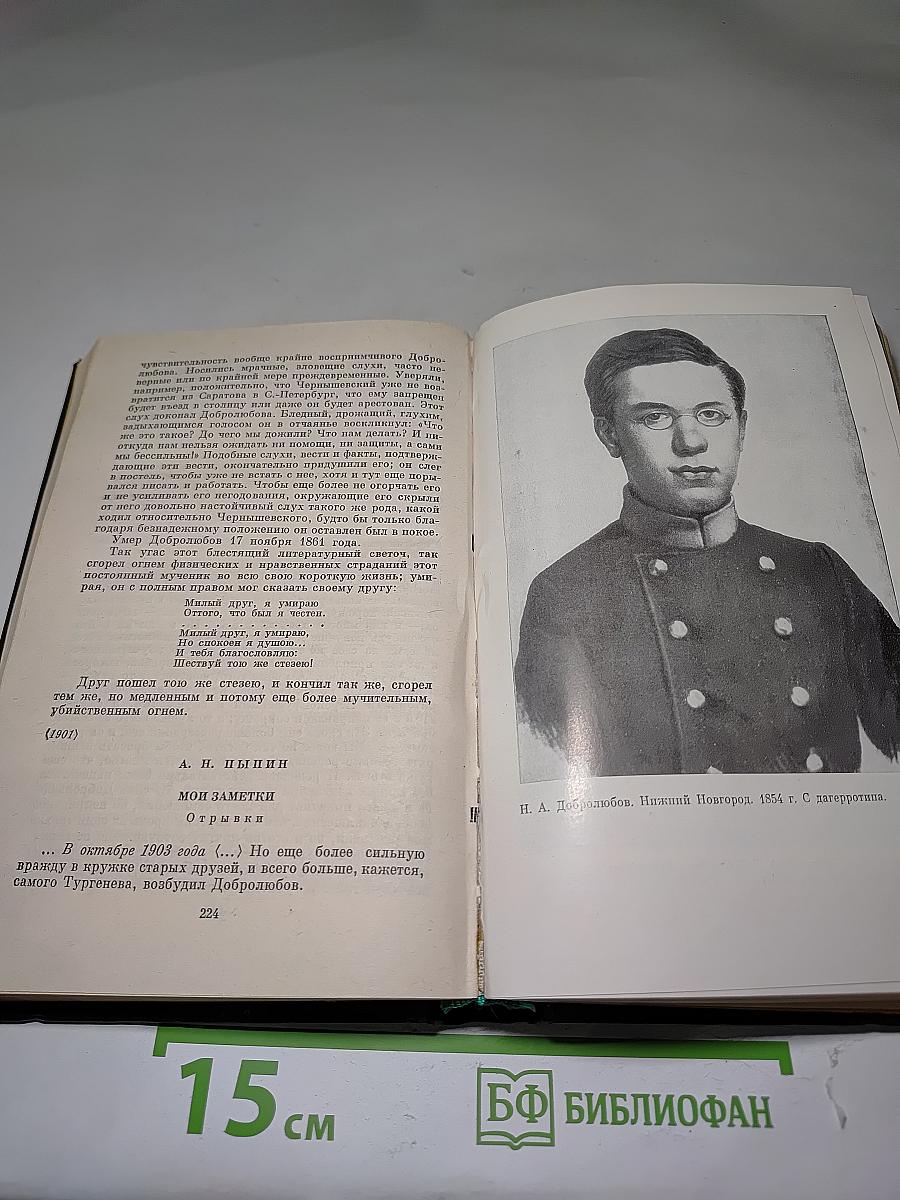 чувствительность вообще крайне восприимчивого Добро-
любова. Носились мрачные, зловещие слухи, часто не-
верные или по крайней мере преждевременные. Уверяли,
например, положительно, что Чернышевский уже не воз-
вратится из Саратова в С.-Петербург, что ему запрещен
будет въезд в столицу или даже он будет арестован. Этот
слух доконал Добролюбова. Бледный, дрожащий, глухим,
задыхающимся голосом он в отчаянье воскликнул: «Что
же это такое? До чего мы дожили? Что нам делать? И ни-
откуда нам нельзя ожидать ни помощи, ни защиты, а сами
мы бессильны!» Подобные слухи, вести и факты, подтверж-
дающие эти вести, окончательно придушили его; он слег
в постель, чтобы уже не встать с нее, хотя и тут еще поры-
вался писать и работать. Чтобы еще более не огорчать его
и не усиливать его негодования, окружающие его скрыли
от него довольно настойчивый слух такого же рода, какой
ходил относительно Чернышевского, будто бы только бла-
годаря безнадежному положению он оставлен был в покое.
Умер Добролюбов 17 ноября 1861 года.
Так угас этот блестящий литературный светоч, так
сгорел огнем физических и нравственных страданий этот
постоянный мученик во всю свою короткую жизнь; уми-
рая, он с полным правом мог сказать своему другу:
Милый друг, я умираю
Оттого, что был я честен.
. . . . . . . . . . . . .
Милый друг, я умираю,
Но спокоен я душою...
И тебя благословляю:
Шествуй тою же стезею!
Друг пошел тою же стезею, и кончил так же, сгорел
тем же, но медленным и потому еще более мучительным,
убийственным огнем.
⟨1901⟩
А. Н. ПЫПИН
МОИ ЗАМЕТКИ
Отрывки
... В октябре 1903 года ⟨...⟩ Но еще более сильную
вражду в кружке старых друзей, и всего больше, кажется,
самого Тургенева, возбудил Добролюбов.
224
Н. А. Добролюбов. Нижний Новгород. 1854 г. С дагерротипа.
15 см
БФ БИБЛИОФАН